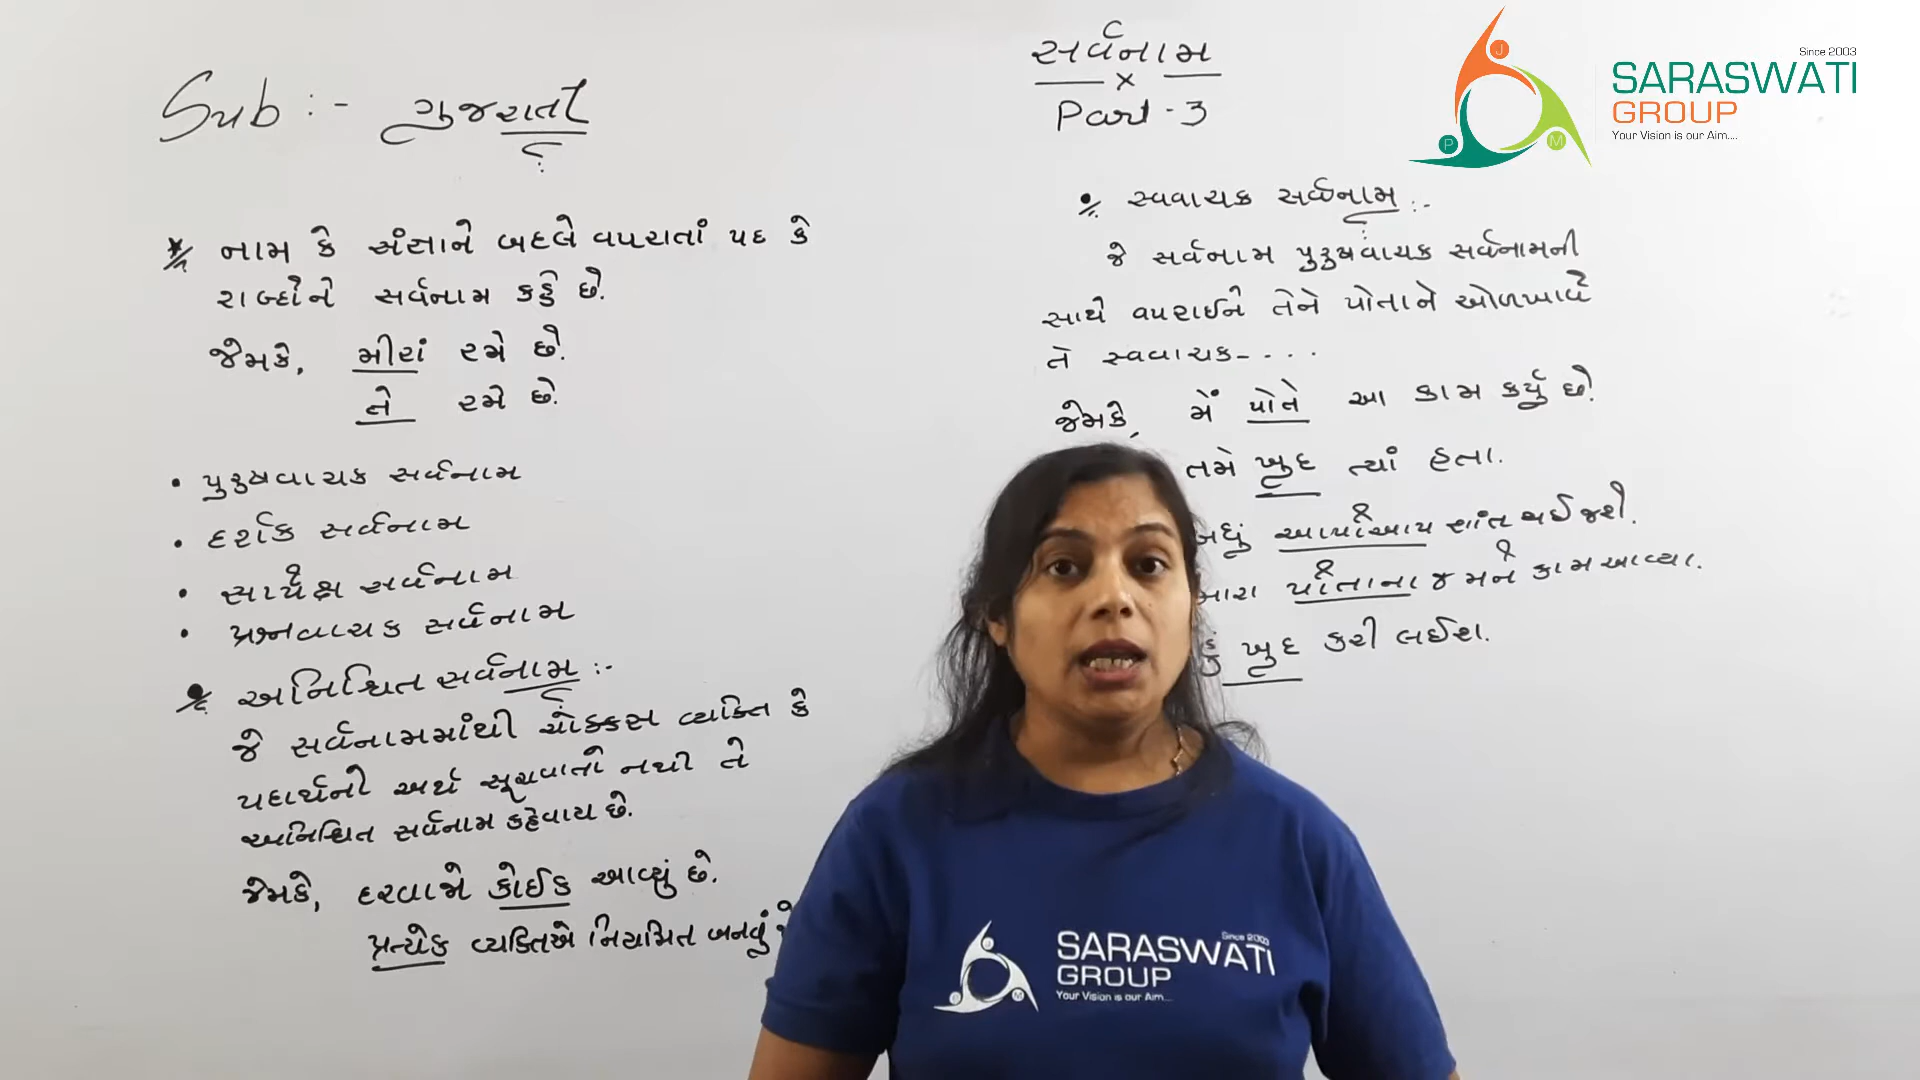 Sub :- ગુજરાતી
* નામ કે સંજ્ઞાને બદલે વપરાતાં પદ કે
શબ્દોને સર્વનામ કહે છે.
જેમકે, મીરાં રમે છે.
તે રમે છે.
• પુરુષવાચક સર્વનામ
• દર્શક સર્વનામ
• સાપેક્ષ સર્વનામ
• પ્રશ્નવાચક સર્વનામ
• અનિશ્ચિત સર્વનામ :-
જે સર્વનામમાંથી ચોક્કસ વ્યક્તિ કે
પદાર્થનો અર્થ સૂચવાતો નથી તે
અનિશ્ચિત સર્વનામ કહેવાય છે.
જેમકે, દરવાજે કોઈક આવ્યું છે.
પ્રત્યેક વ્યક્તિએ નિયમિત બનવું
સર્વનામ
x
Part - 3
• સ્વવાચક સર્વનામ :-
જે સર્વનામ પુરુષવાચક સર્વનામની
સાથે વપરાઈને તેને પોતાને ઓળખાવે
તે સ્વવાચક- - . . .
જેમકે, મેં પોતે આ કામ કર્યું છે.
તમે ખુદ ત્યાં હતા.
બધું આપોઆપ શાંત થઈ જશે.
મારા પોતાના જ મને કામ આવ્યા.
હું ખુદ કરી લઈશ.
Since 2003
SARASWATI
GROUP
Your Vision is our Aim....
J
P
M
Since 2003
SARASWATI
GROUP
Your Vision is our Aim...